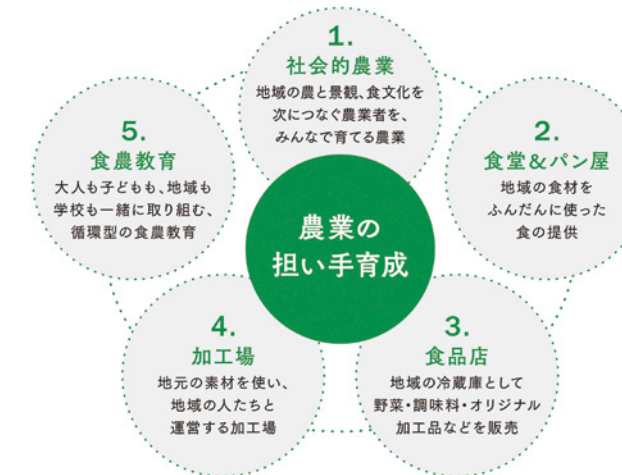 1.
社会的農業
地域の農と景観、食文化を
次につなぐ農業者を、
みんなで育てる農業
2.
食堂&パン屋
地域の食材を
ふんだんに使った
食の提供
3.
食品店
地域の冷蔵庫として
野菜・調味料・オリジナル
加工品などを販売
4.
加工場
地元の素材を使い、
地域の人たちと
運営する加工場
5.
食農教育
大人も子どもも、地域も
学校も一緒に取り組む、
循環型の食農教育
農業の
担い手育成